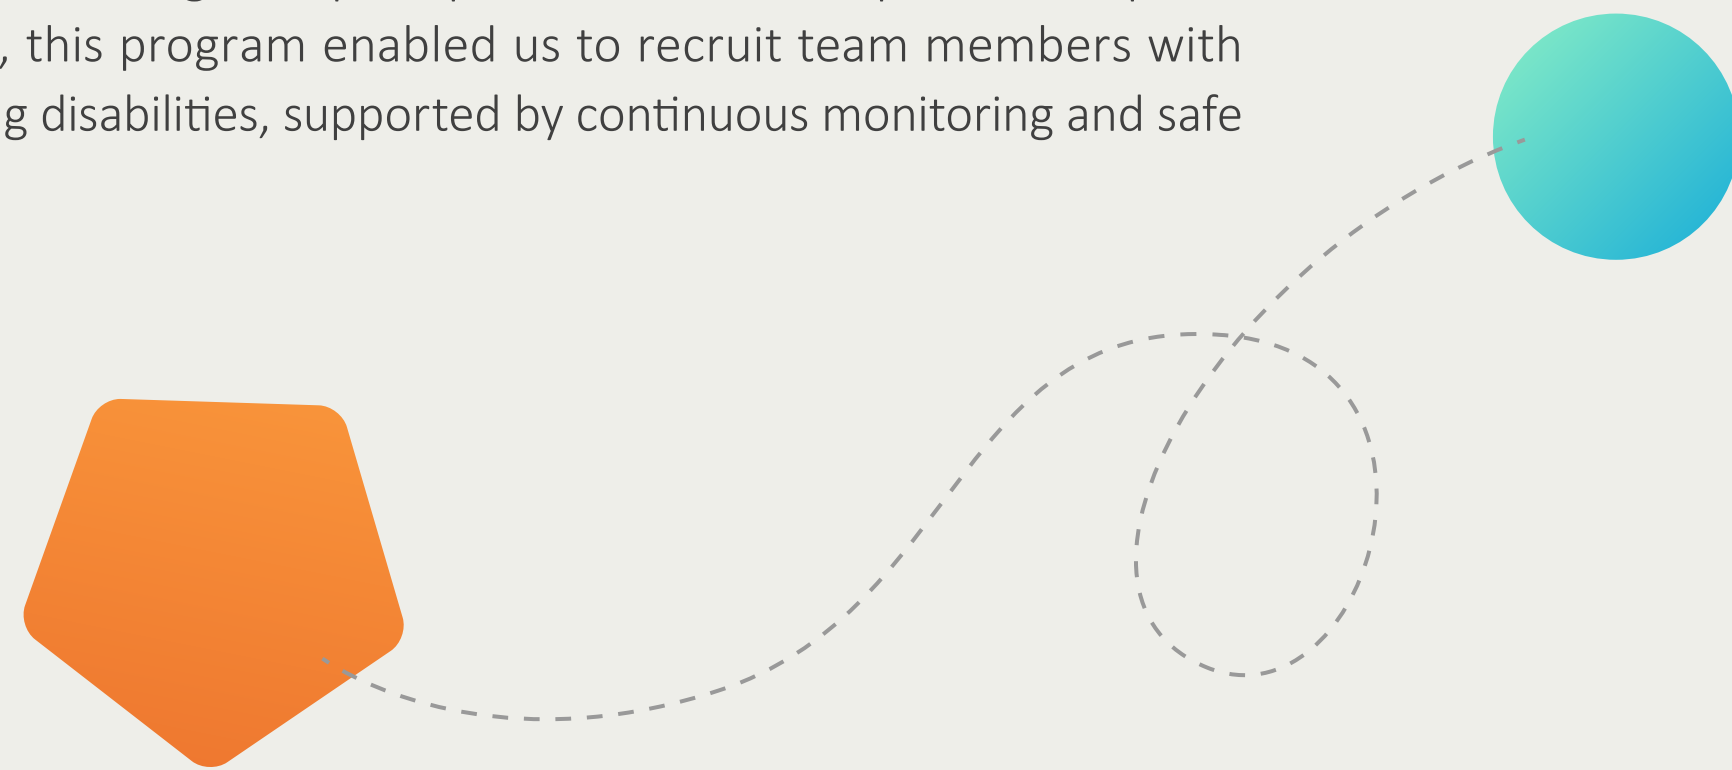 , this program enabled us to recruit team members with
g disabilities, supported by continuous monitoring and safe